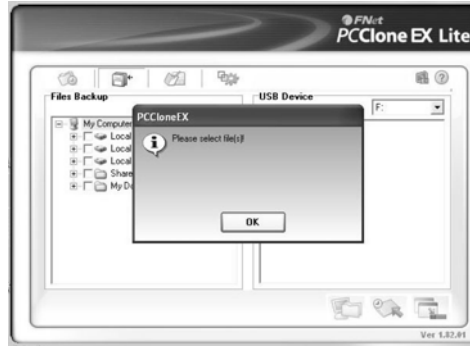 FNet
PCClone EX Lite
Files Backup
USB Device
F:
My Computer
Local
Local
Local
Share
My D
PCCloneEX
Please select file(s)!
OK
Ver 1.82.01